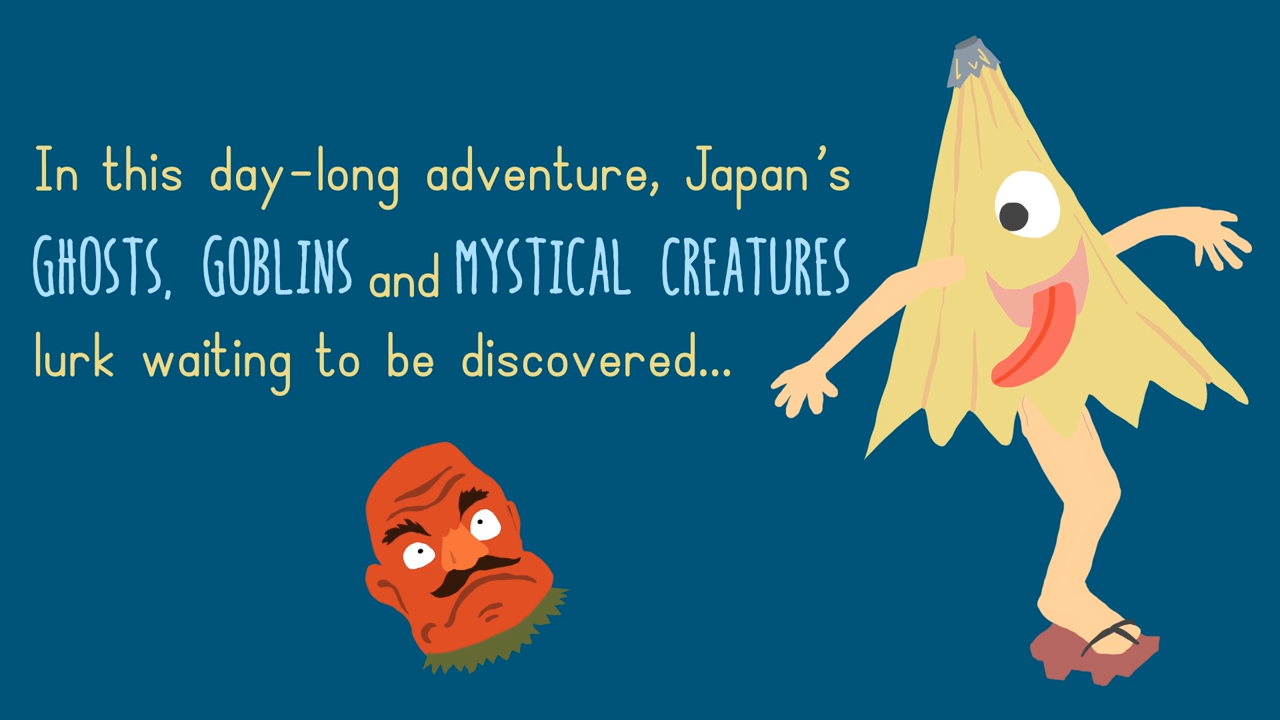 In this day-long adventure, Japan's
GHOSTS, GOBLINS and MYSTICAL CREATURES
lurk waiting to be discovered...